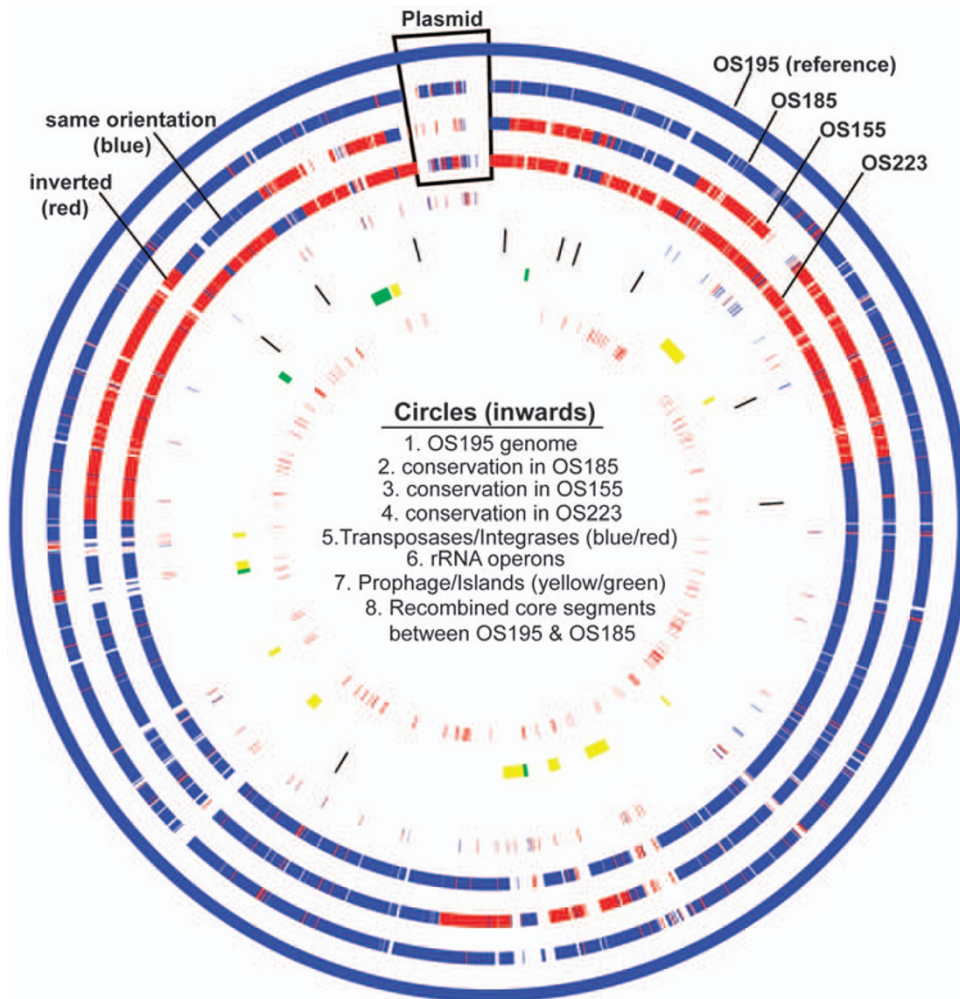 Plasmid
OS195 (reference)
OS185
OS155
OS223
same orientation
(blue)
inverted
(red)
Circles (inwards)
1. OS195 genome
2. conservation in OS185
3. conservation in OS155
4. conservation in OS223
5.Transposases/Integrases (blue/red)
6. rRNA operons
7. Prophage/Islands (yellow/green)
8. Recombined core segments
between OS195 & OS185